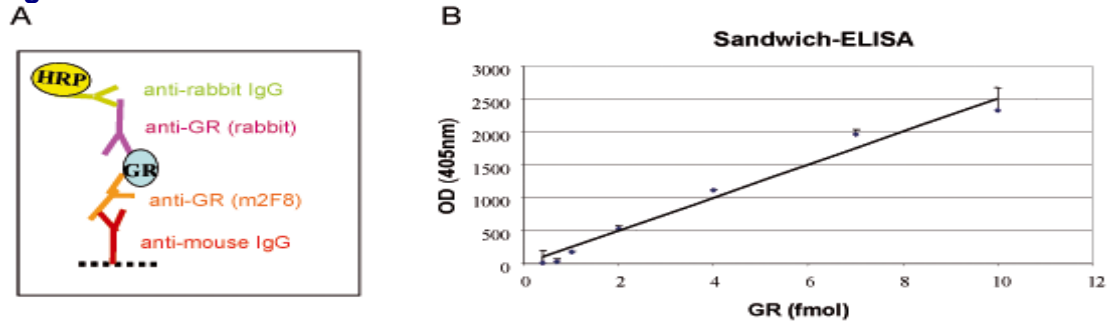 A
HRP
anti-rabbit IgG
anti-GR (rabbit)
GR
anti-GR (m2F8)
anti-mouse IgG
B
Sandwich-ELISA
OD (405nm)
3000
2500
2000
1500
1000
500
0
0 2 4 6 8 10 12
GR (fmol)